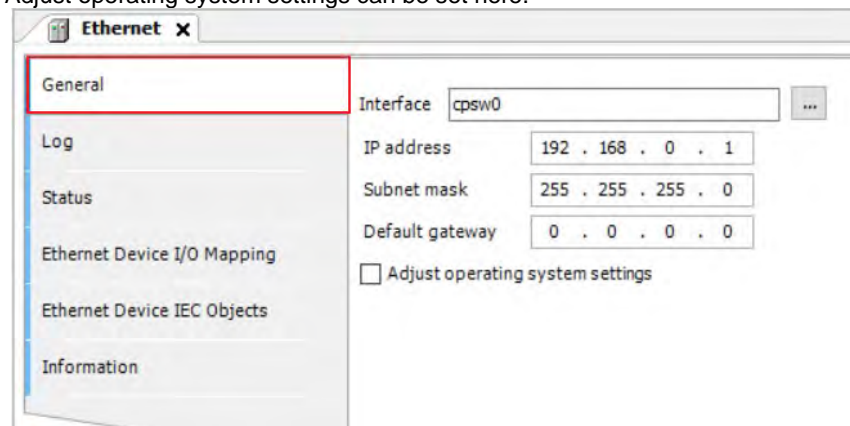 Adjust operating system settings can be set here.
Ethernet x
General
Interface cpsw0 ...
Log
IP address 192 . 168 . 0 . 1
Status
Subnet mask 255 . 255 . 255 . 0
Default gateway 0 . 0 . 0 . 0
Ethernet Device I/O Mapping
Adjust operating system settings
Ethernet Device IEC Objects
Information